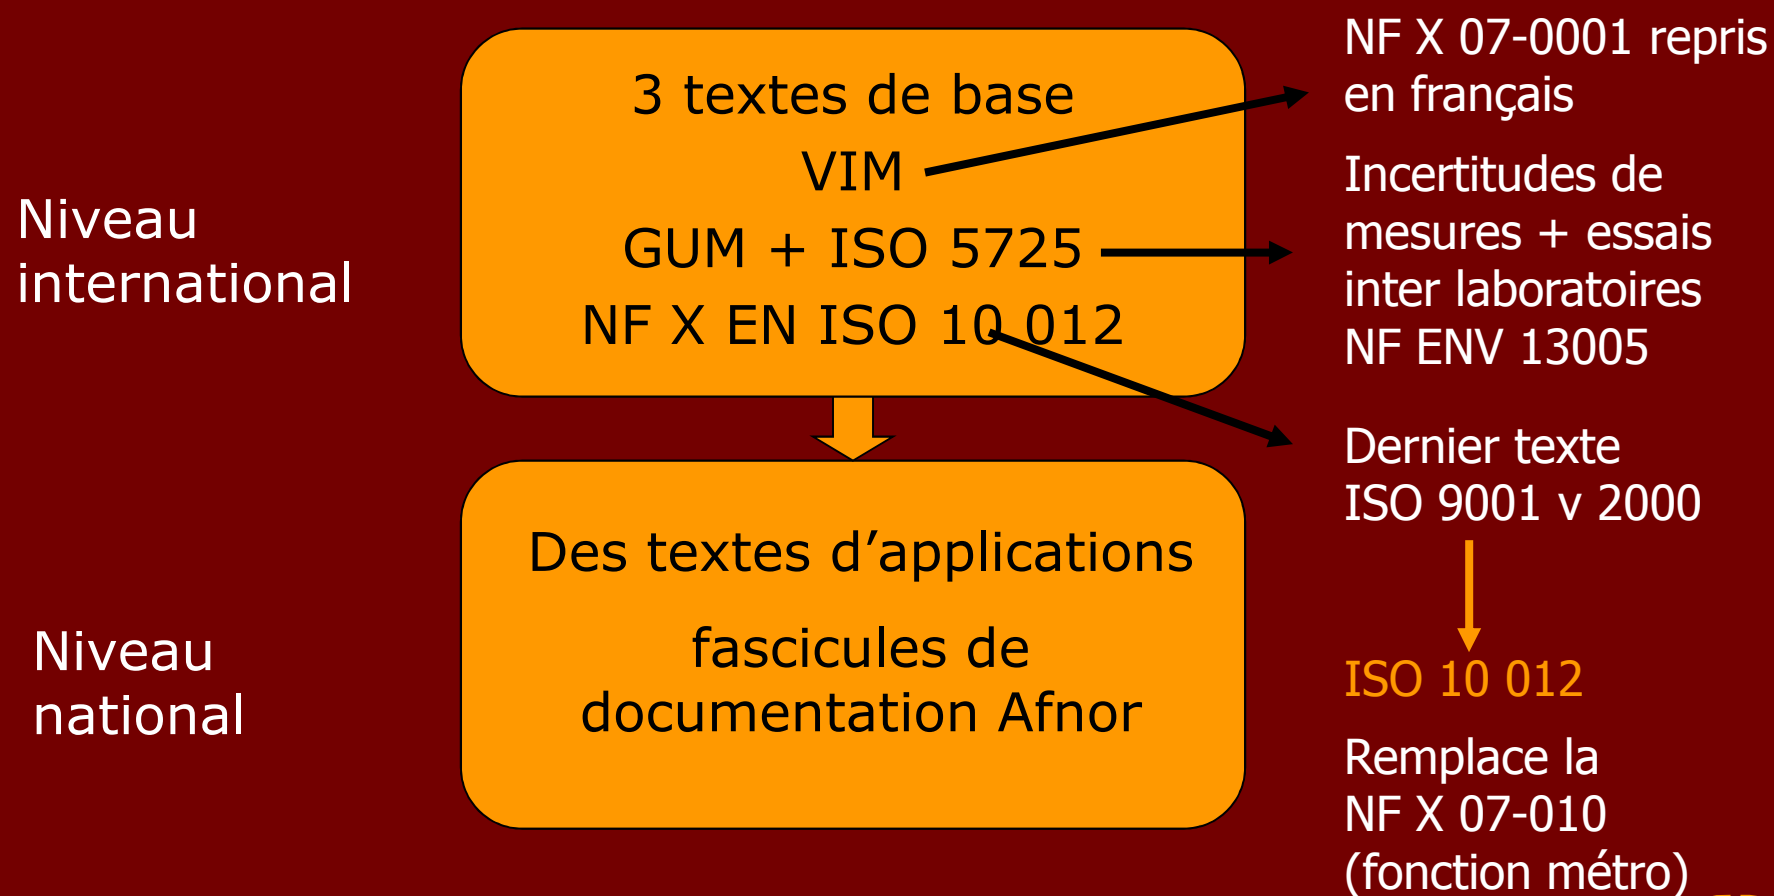 Niveau
international
3 textes de base
VIM
GUM + ISO 5725
NF X EN ISO 10 012
NF X 07-0001 repris
en français
Incertitudes de
mesures + essais
inter laboratoires
NF ENV 13005
Dernier texte
ISO 9001 v 2000
ISO 10 012
Remplace la
NF X 07-010
(fonction métro)
Niveau
national
Des textes d’applications
fascicules de
documentation Afnor